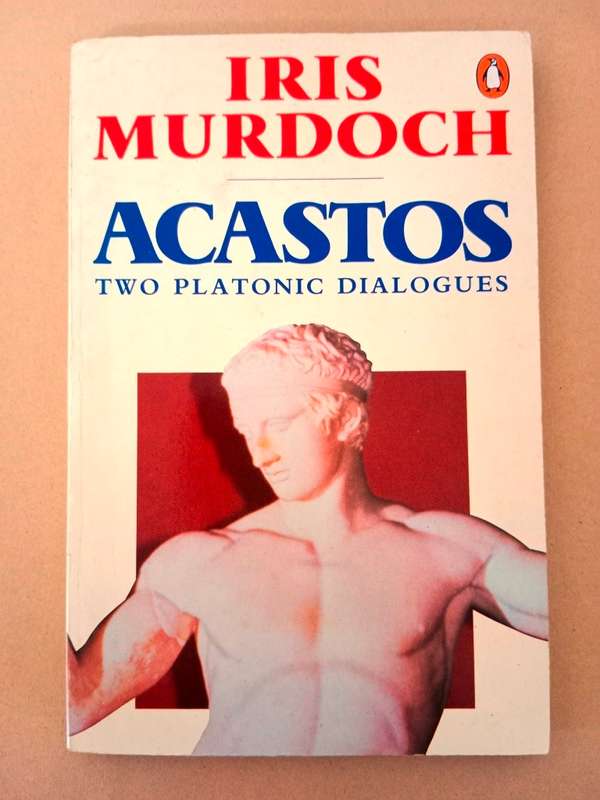 IRIS
MURDOCH
ACASTOS
TWO PLATONIC DIALOGUES